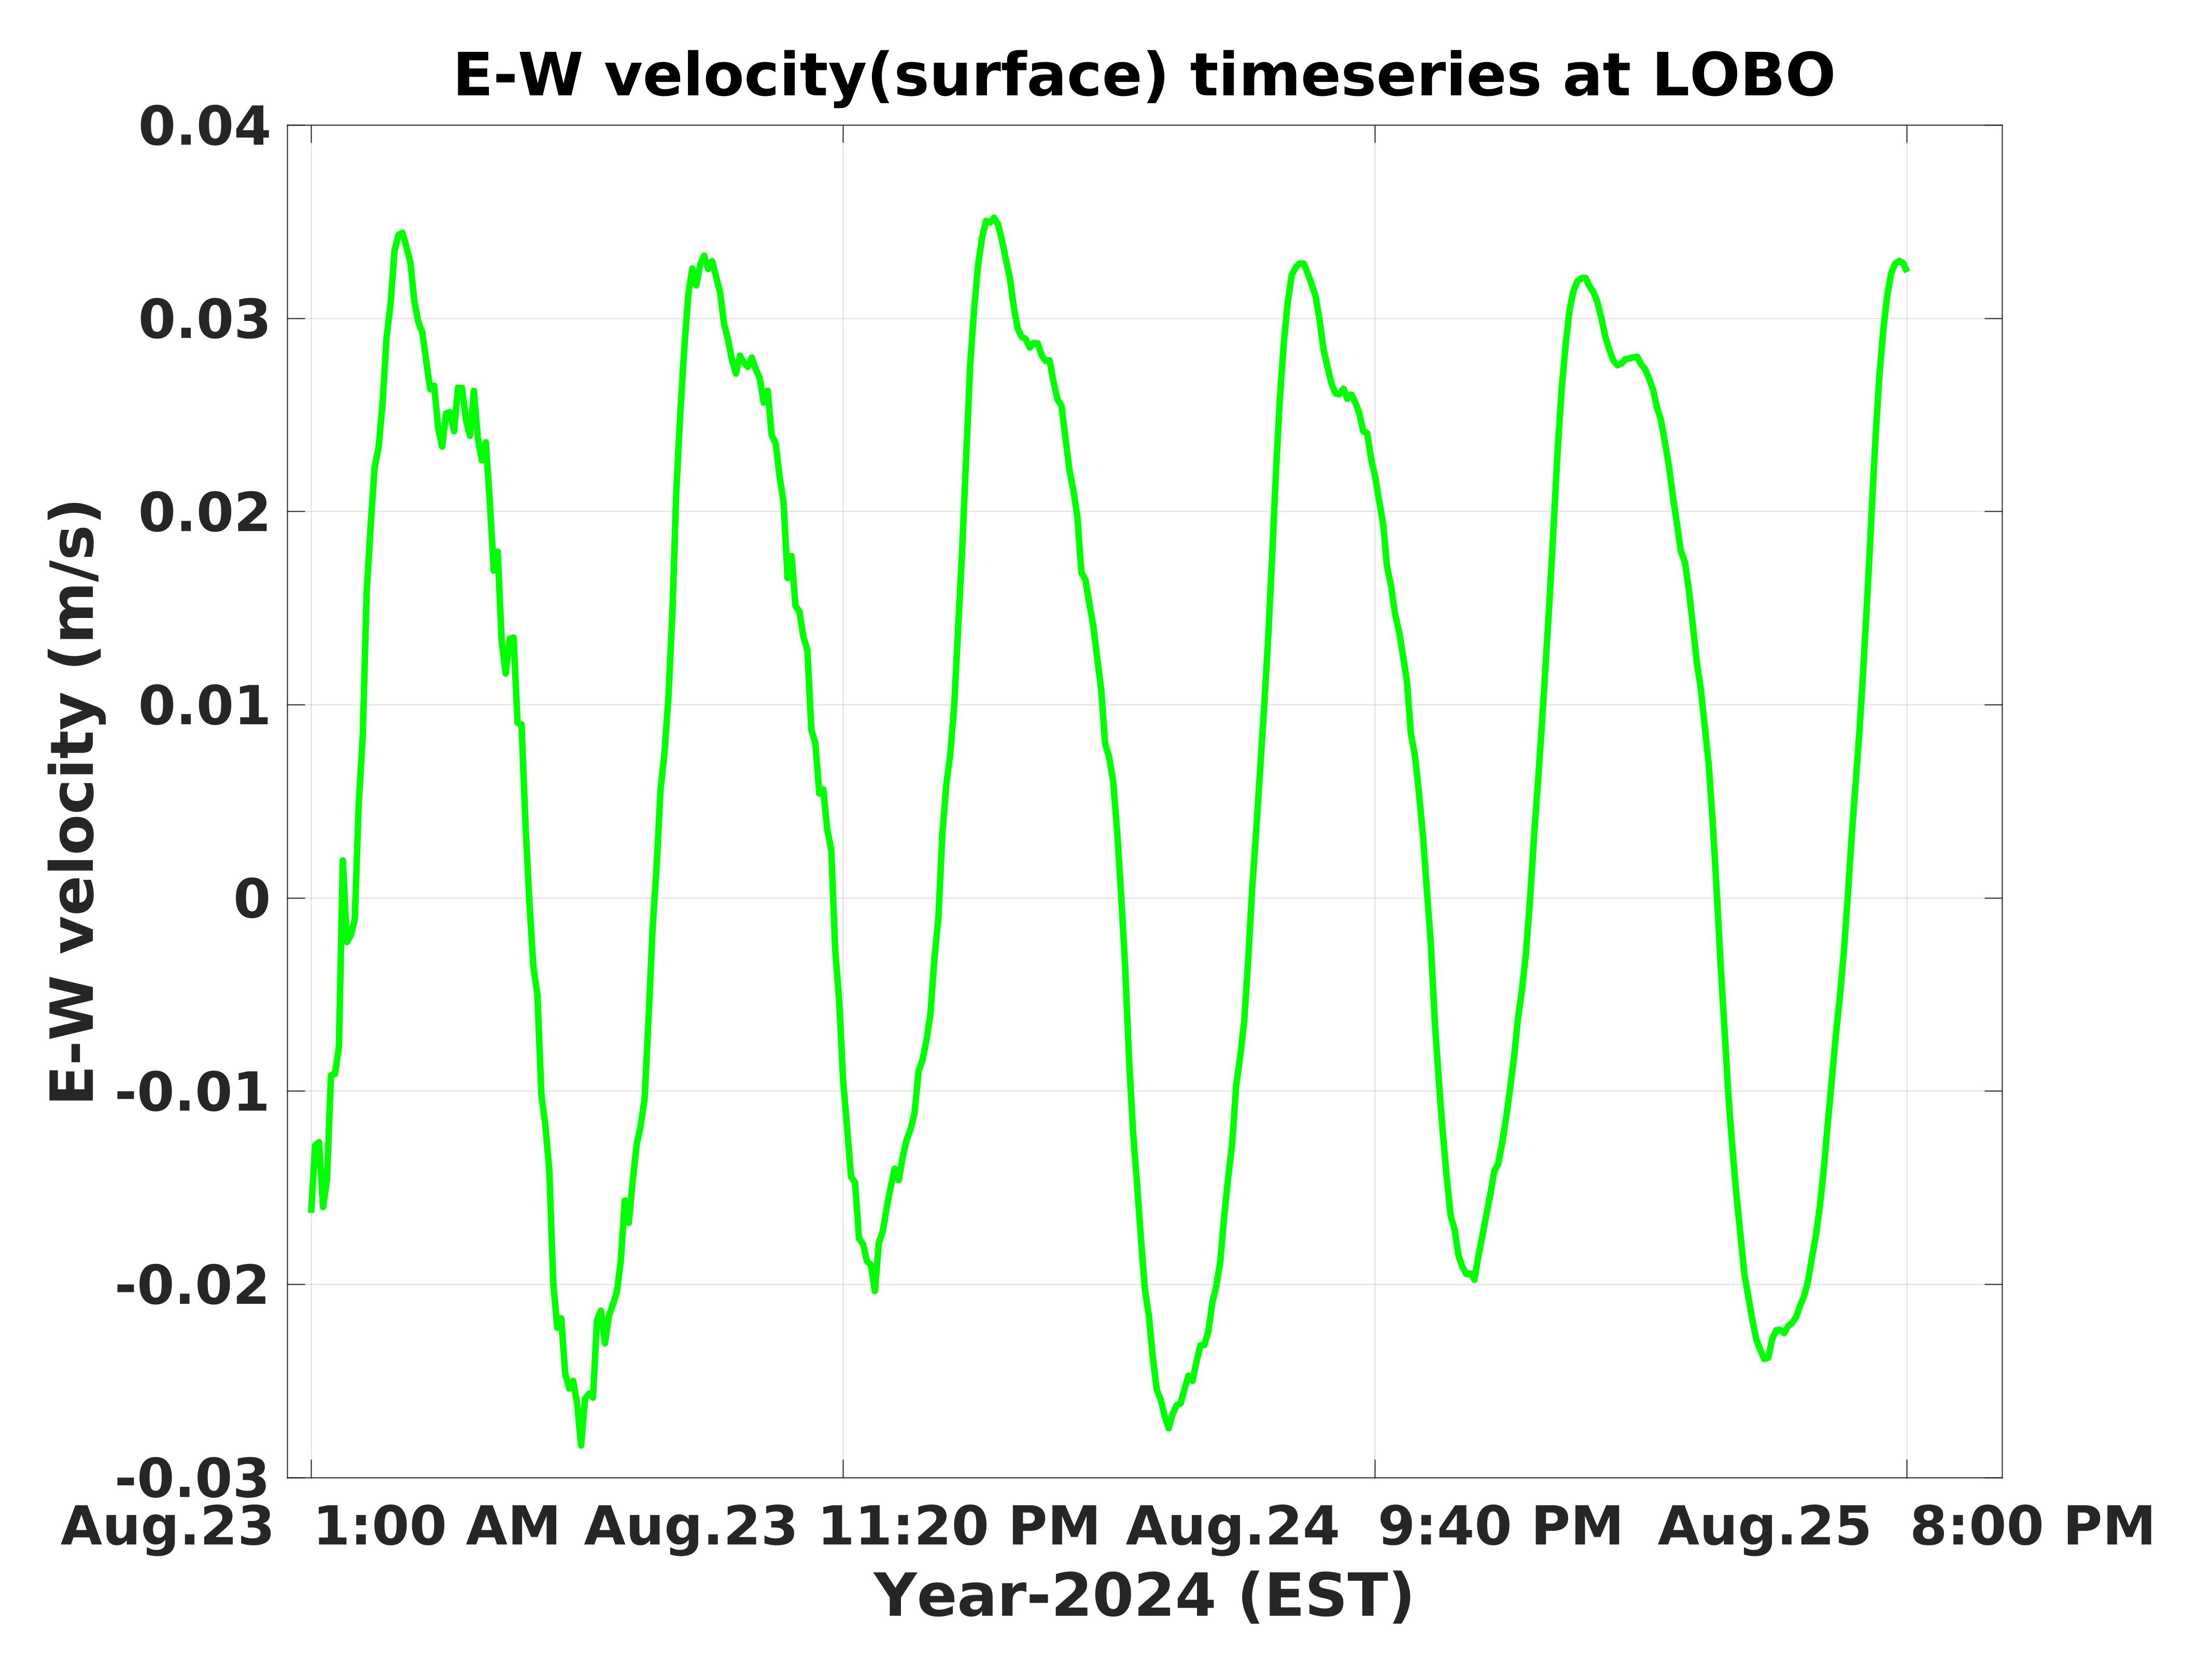 E-W velocity(surface) timeseries at LOBO
0.04
0.03
0.02
0.01
0
-0.01
-0.02
-0.03
E-W velocity (m/s)
Aug.23 1:00 AM Aug.23 11:20 PM Aug.24 9:40 PM Aug.25 8:00 PM
Year-2024 (EST)